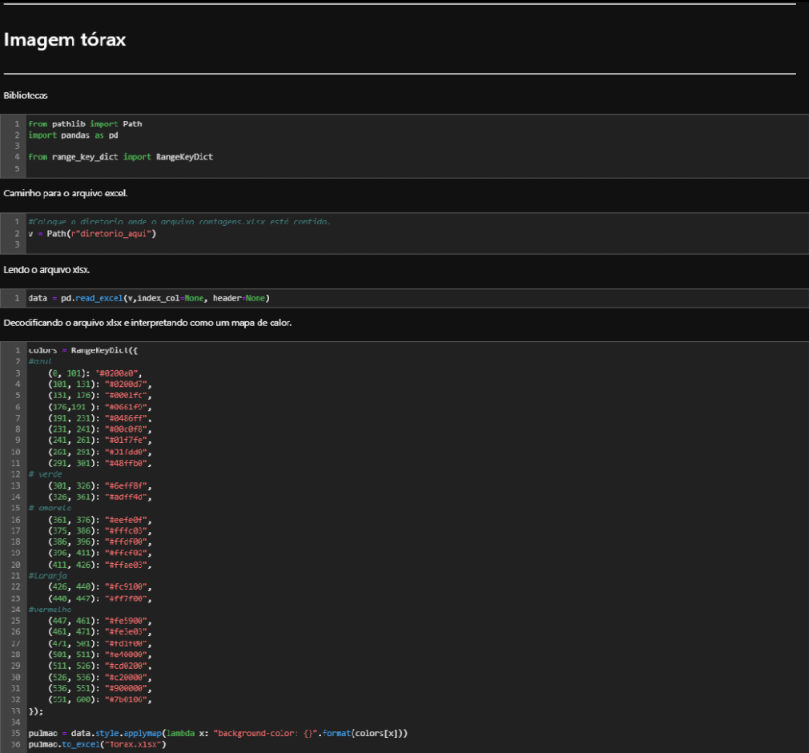 Imagem tórax
Bibliotecas
1 from pathlib import Path
2 import pandas as pd
3
4 from range_key_dict import RangeKeyDict
5
Caminho para o arquivo excel.
1 #Coloque o diretorio onde o arquivo contagens.xlsx está contido.
2 v = Path(r"diretorio_aqui")
3
Lendo o arquivo xlsx.
1 data = pd.read_excel(v,index_col=None, header=None)
Decodificando o arquivo xlsx e interpretando como um mapa de calor.
1 colors = RangeKeyDict({
2 #azul
3 (0, 101): "#0200a0",
4 (101, 131): "#0200d7",
5 (131, 176): "#0001fc",
6 (176,191 ): "#0661f9",
7 (191, 231): "#0486ff",
8 (231, 241): "#00c0f8",
9 (241, 261): "#01f7fe",
10 (261, 291): "#31fdd0",
11 (291, 301): "#48ffb0",
12 # verde
13 (301, 326): "#6eff8f",
14 (326, 361): "#adff4d",
15 # amarelo
16 (361, 376): "#eefe0f",
17 (375, 386): "#fffc03",
18 (386, 396): "#ffdf00",
19 (396, 411): "#ffcf02",
20 (411, 426): "#ffae03",
21 #laranja
22 (426, 440): "#fc9100",
23 (440, 447): "#ff7f00",
24 #vermelho
25 (447, 461): "#fe5900",
26 (461, 471): "#fe3e03",
27 (471, 501): "#fd1f00",
28 (501, 511): "#e40000",
29 (511, 526): "#cd0200",
30 (526, 536): "#c20000",
31 (536, 551): "#900000",
32 (551, 600): "#7b0106",
33 });
34
35 pulmao = data.style.applymap(lambda x: "background-color: {}".format(colors[x]))
36 pulmao.to_excel("Torax.xlsx")